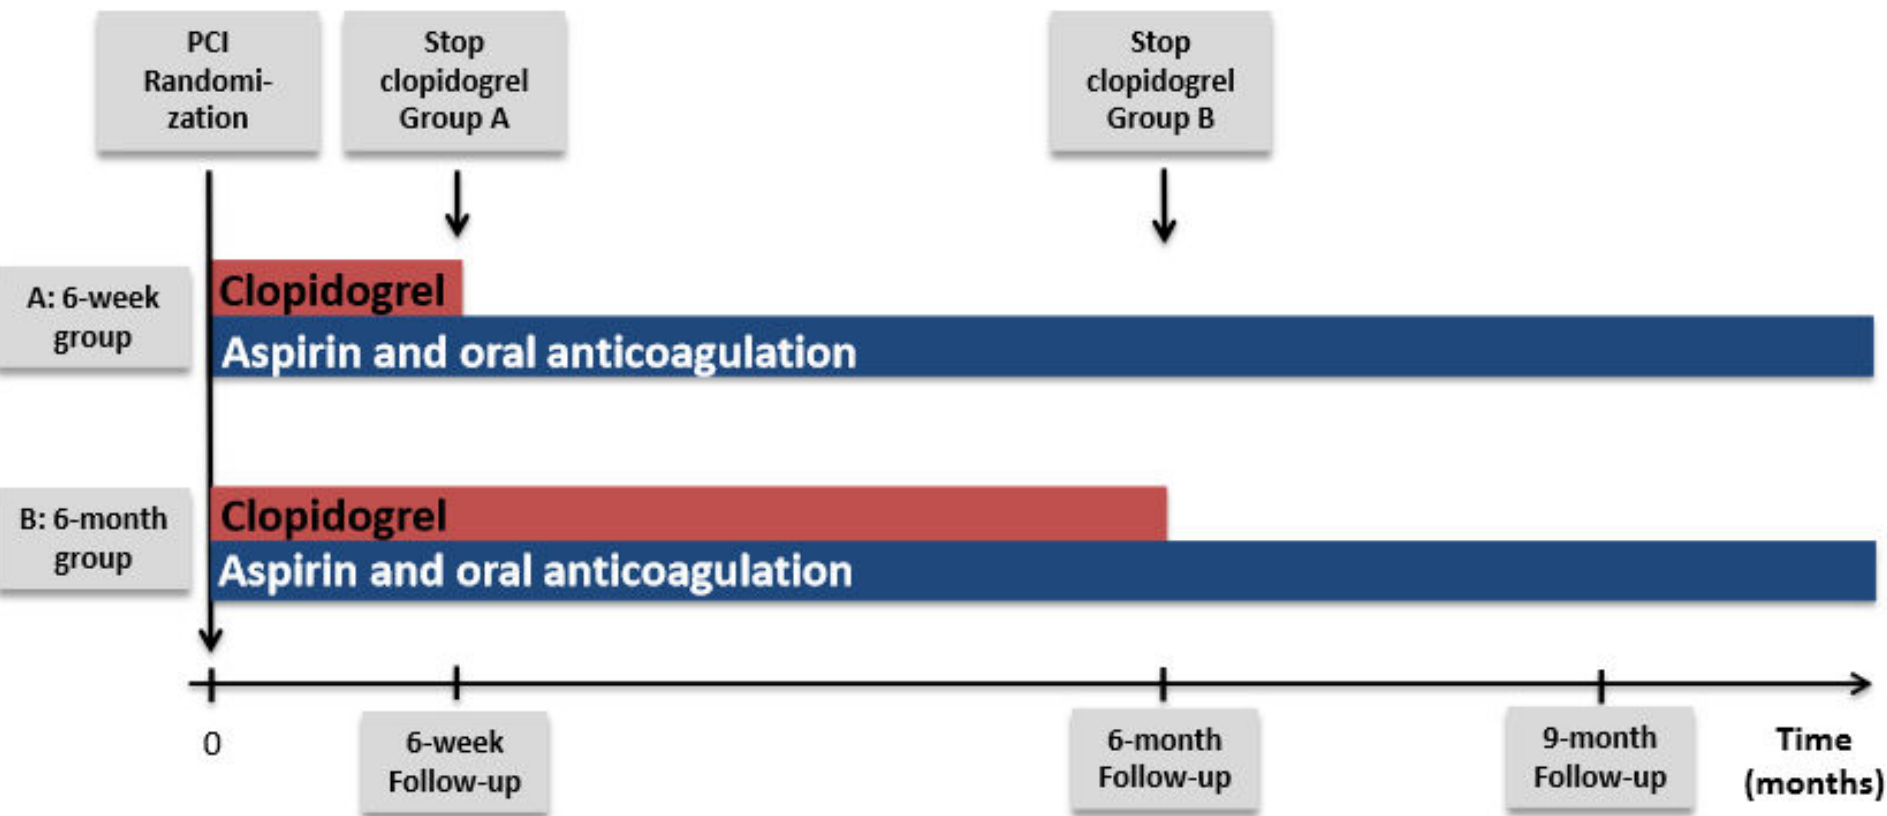 PCI
Randomi-
zation
Stop
clopidogrel
Group A
Stop
clopidogrel
Group B
A: 6-week
group
Clopidogrel
Aspirin and oral anticoagulation
B: 6-month
group
Clopidogrel
Aspirin and oral anticoagulation
0
6-week
Follow-up
6-month
Follow-up
9-month
Follow-up
Time
(months)